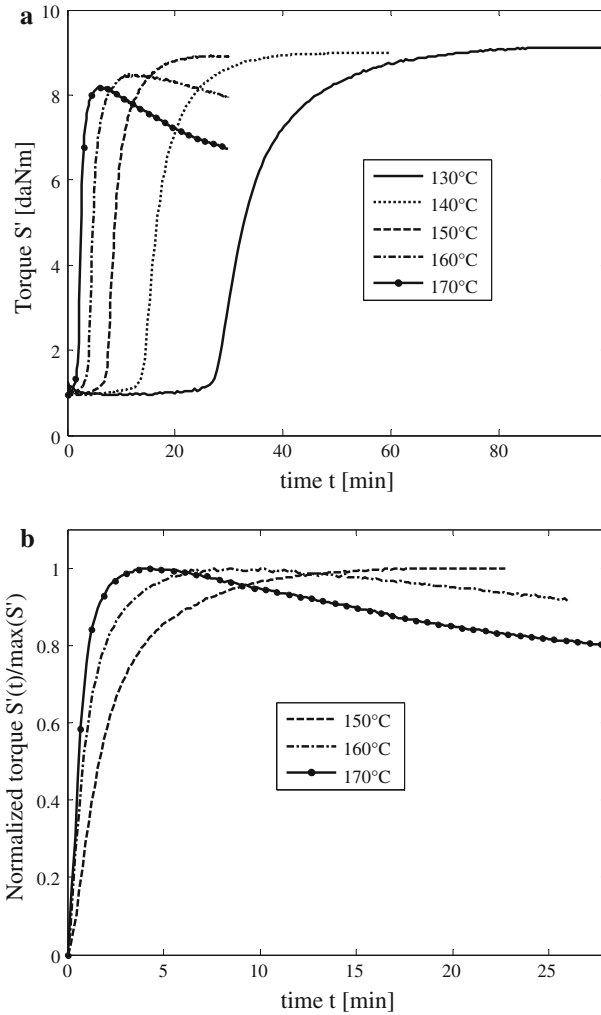 a
10
8
6
4
2
0
Torque S' [daNm]
130°C
140°C
150°C
160°C
170°C
0 20 40 60 80
time t [min]
b
1
0.8
0.6
0.4
0.2
0
Normalized torque S'(t)/max(S')
150°C
160°C
170°C
0 5 10 15 20 25
time t [min]